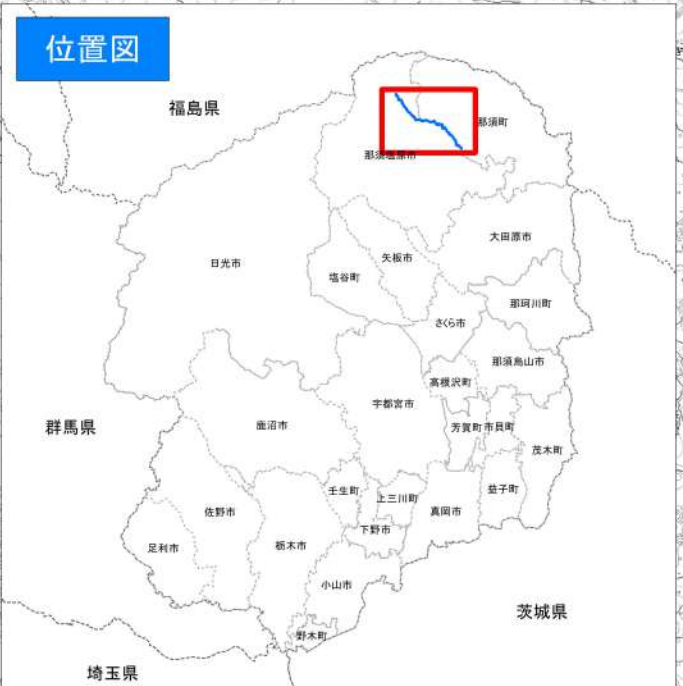 位置図
福島県
那須町
那須塩原市
大田原市
日光市
矢板市
塩谷町
那珂川町
さくら市
那須烏山市
高根沢町
宇都宮市
鹿沼市
芳賀町
市貝町
茂木町
群馬県
壬生町
上三川町
益子町
真岡市
佐野市
下野市
栃木市
足利市
小山市
茨城県
野木町
埼玉県